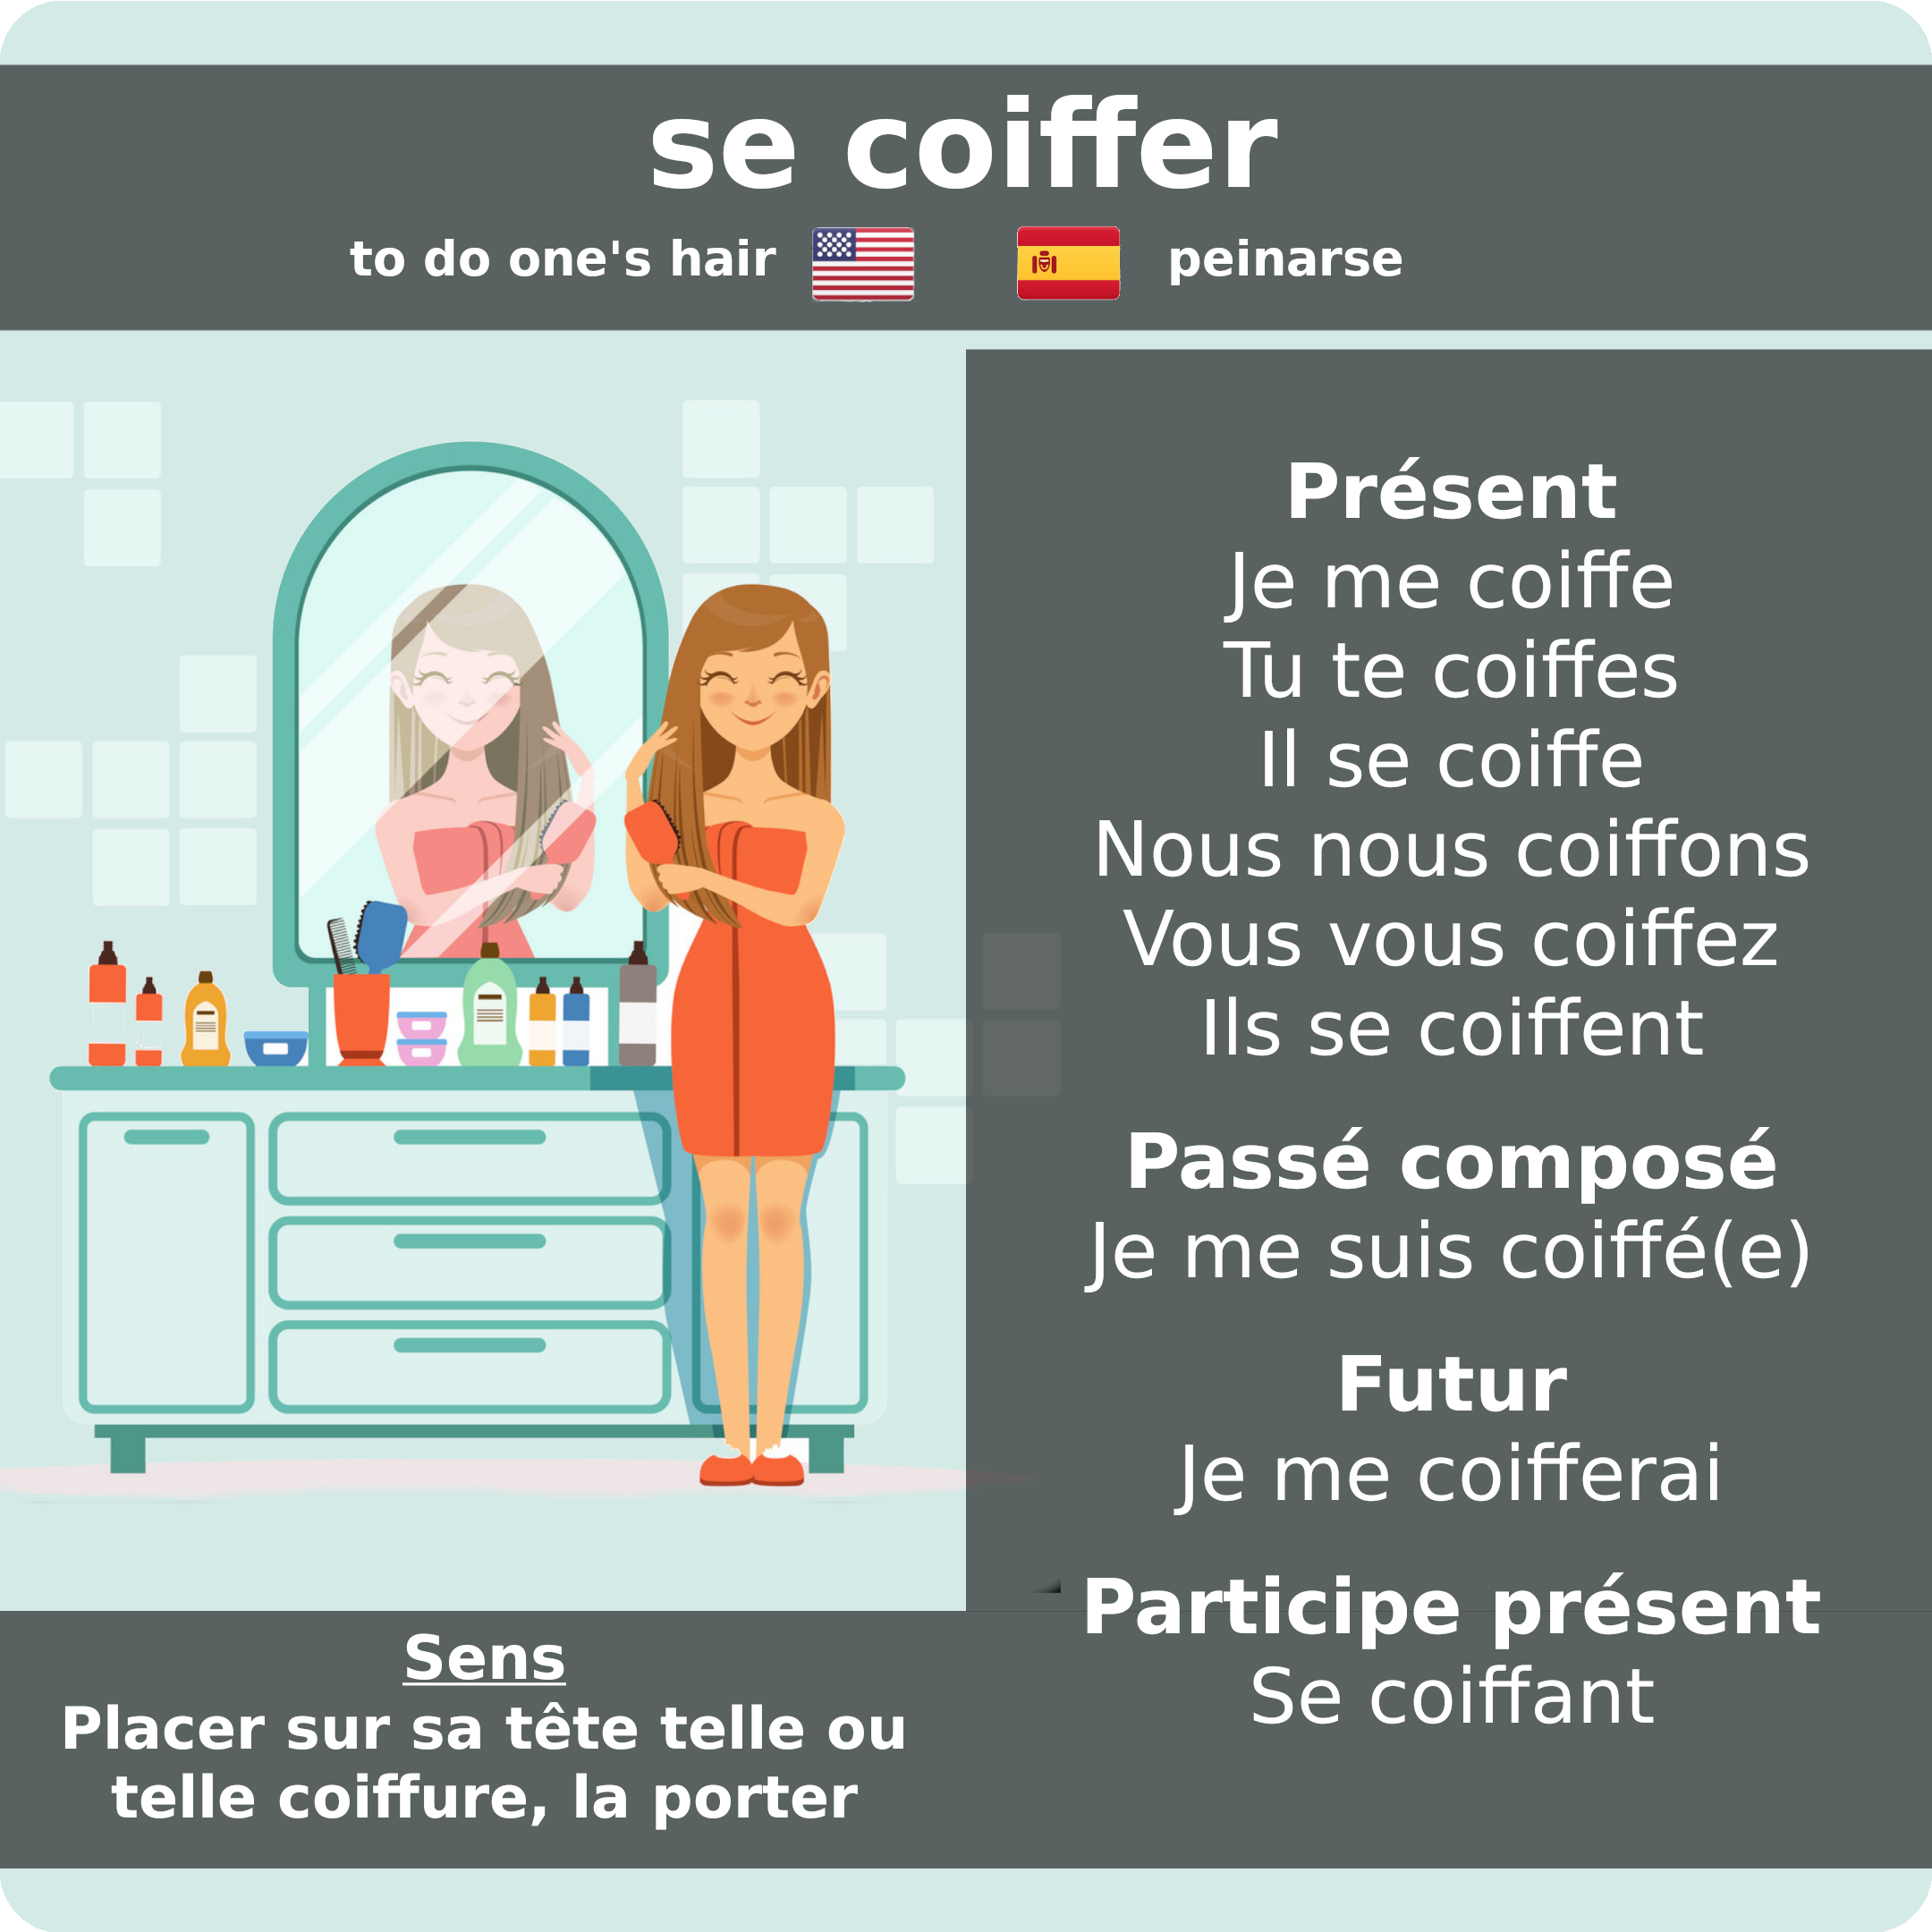 se coiffer
to do one's hair peinarse
Présent
Je me coiffe
Tu te coiffes
Il se coiffe
Nous nous coiffons
Vous vous coiffez
Ils se coiffent
Passé composé
Je me suis coiffé(e)
Futur
Je me coifferai
Participe présent
Se coiffant
Sens
Placer sur sa tête telle ou
telle coiffure, la porter